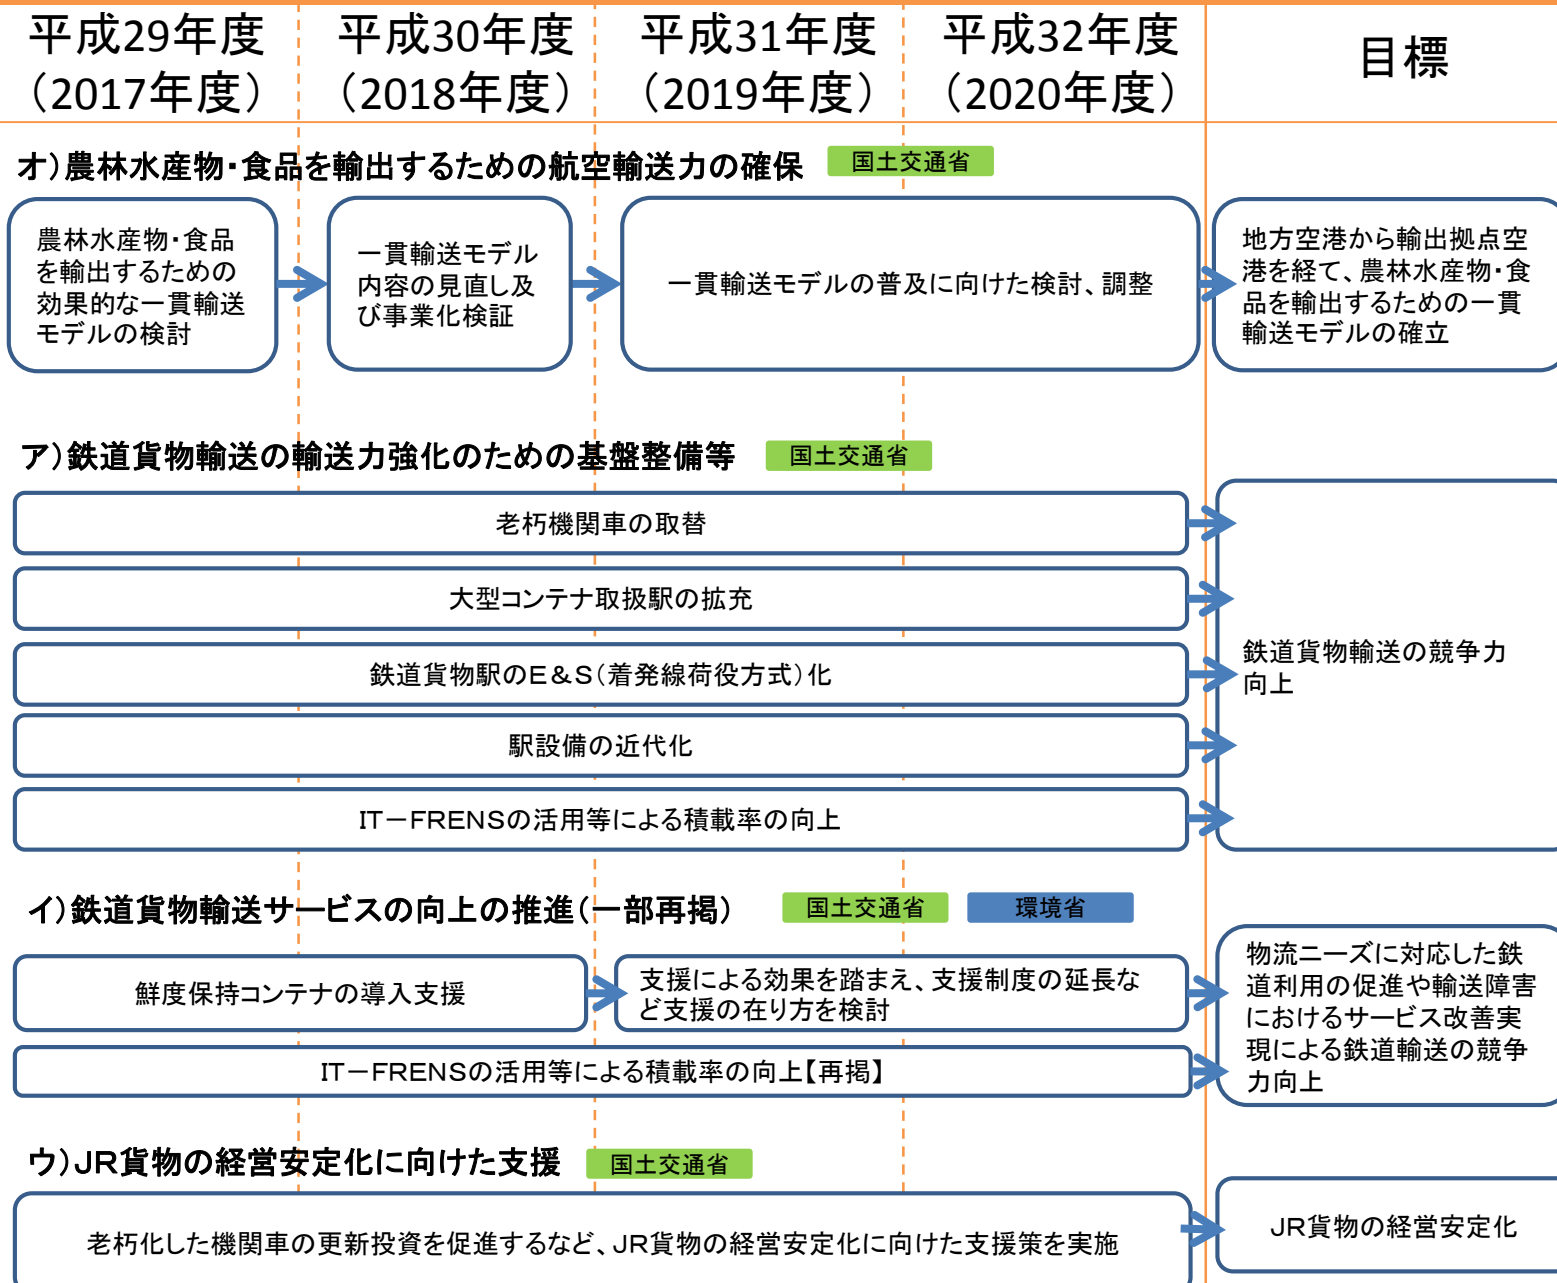 平成29年度
（2017年度）
平成30年度
（2018年度）
平成31年度
（2019年度）
平成32年度
（2020年度）
目標
オ）農林水産物・食品を輸出するための航空輸送力の確保
国土交通省
農林水産物・食品
を輸出するための
効果的な一貫輸送
モデルの検討
一貫輸送モデル
内容の見直し及
び事業化検証
一貫輸送モデルの普及に向けた検討、調整
地方空港から輸出拠点空
港を経て、農林水産物・食
品を輸出するための一貫
輸送モデルの確立
ア）鉄道貨物輸送の輸送力強化のための基盤整備等
国土交通省
老朽機関車の取替
大型コンテナ取扱駅の拡充
鉄道貨物駅のＥ＆Ｓ（着発線荷役方式）化
駅設備の近代化
IT－FRENSの活用等による積載率の向上
鉄道貨物輸送の競争力
向上
イ）鉄道貨物輸送サービスの向上の推進（一部再掲）
国土交通省
環境省
鮮度保持コンテナの導入支援
支援による効果を踏まえ、支援制度の延長な
ど支援の在り方を検討
IT－FRENSの活用等による積載率の向上【再掲】
物流ニーズに対応した鉄
道利用の促進や輸送障害
におけるサービス改善実
現による鉄道輸送の競争
力向上
ウ）JR貨物の経営安定化に向けた支援
国土交通省
老朽化した機関車の更新投資を促進するなど、JR貨物の経営安定化に向けた支援策を実施
JR貨物の経営安定化